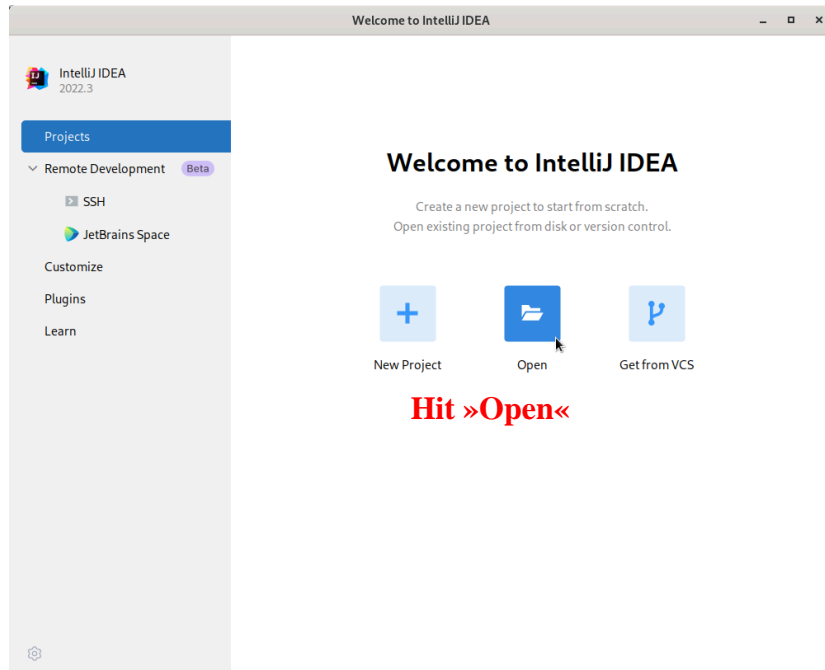 Welcome to IntelliJ IDEA
IntelliJ IDEA
2022.3
Projects
Remote Development Beta
SSH
JetBrains Space
Customize
Plugins
Learn
Welcome to IntelliJ IDEA
Create a new project to start from scratch.
Open existing project from disk or version control.
New Project Open Get from VCS
Hit »Open«